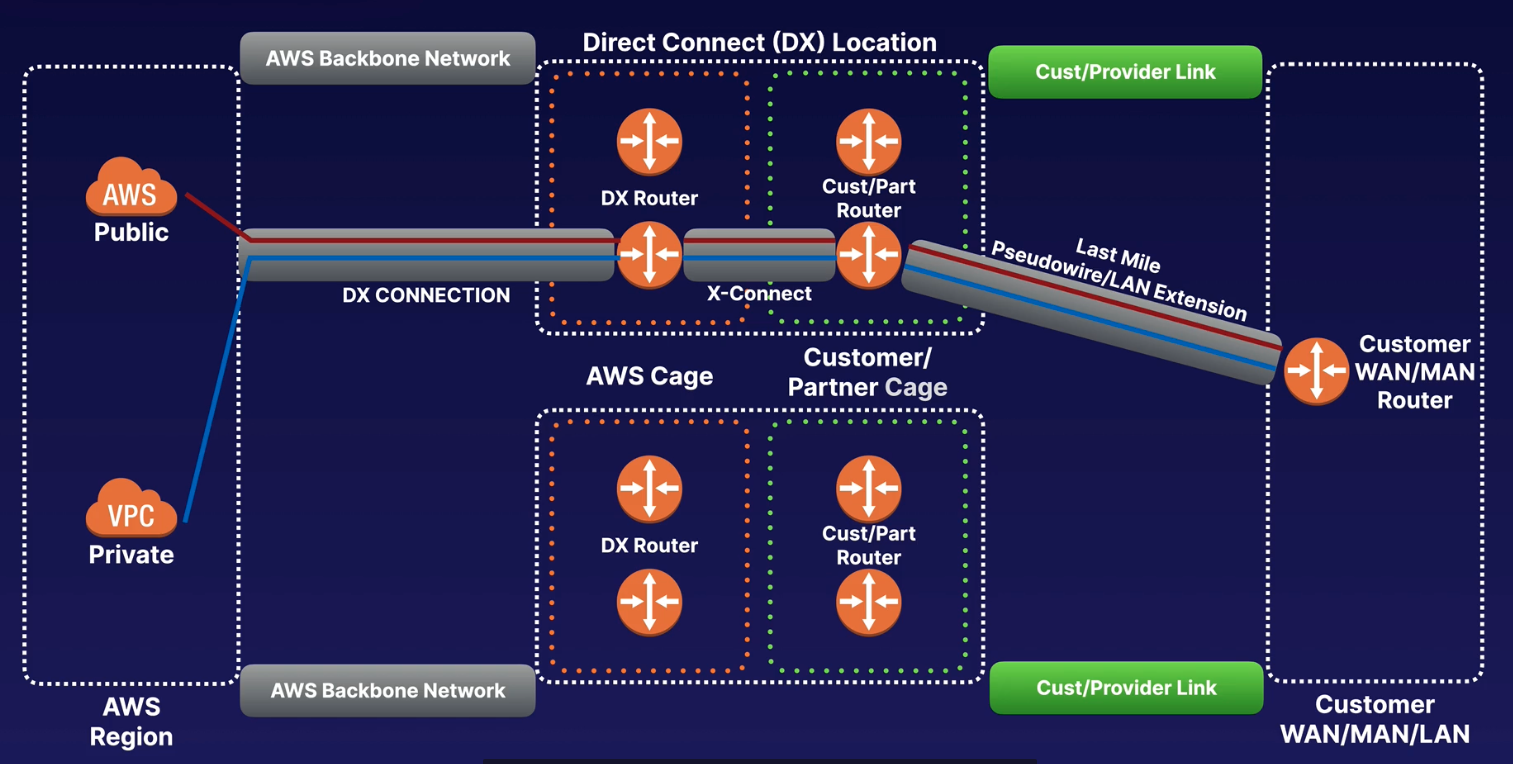 AWS Backbone Network
Direct Connect (DX) Location
Cust/Provider Link
AWS
Public
DX Router
Cust/Part
Router
DX CONNECTION
X-Connect
Last Mile
Pseudowire/LAN Extension
Customer
WAN/MAN
Router
AWS Cage
Customer/
Partner Cage
VPC
Private
DX Router
Cust/Part
Router
AWS Backbone Network
Cust/Provider Link
AWS
Region
Customer
WAN/MAN/LAN